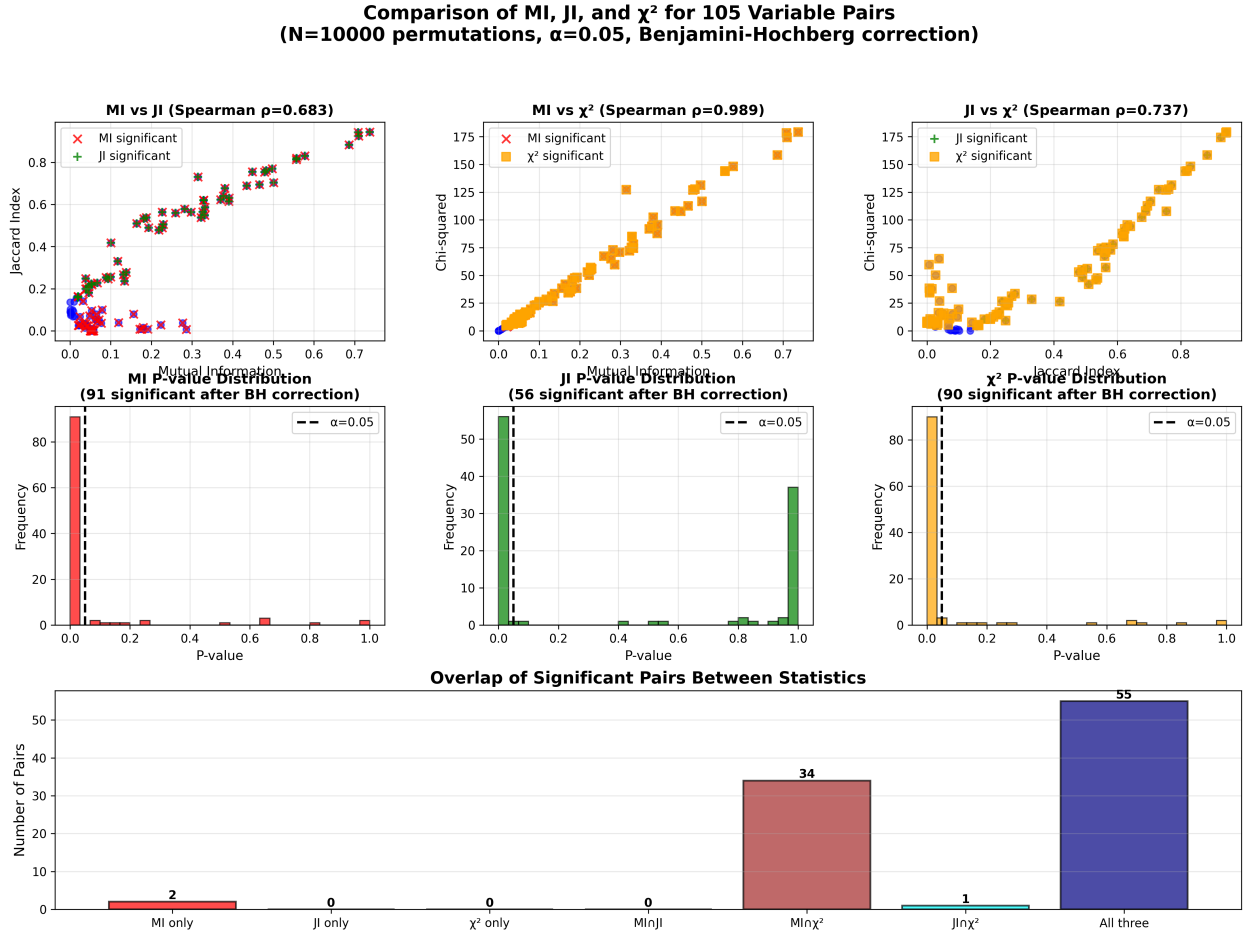 Comparison of MI, JI, and χ² for 105 Variable Pairs
(N=10000 permutations, α=0.05, Benjamini-Hochberg correction)
MI vs JI (Spearman ρ=0.683)
Jaccard Index
0.8
0.6
0.4
0.2
0.0
MI significant
JI significant
0.0 0.1 0.2 0.3 0.4 0.5 0.6 0.7
Mutual Information
MI vs χ² (Spearman ρ=0.989)
Chi-squared
175
150
125
100
75
50
25
0
MI significant
χ² significant
0.0 0.1 0.2 0.3 0.4 0.5 0.6 0.7
Mutual Information
JI vs χ² (Spearman ρ=0.737)
Chi-squared
175
150
125
100
75
50
25
0
JI significant
χ² significant
0.0 0.2 0.4 0.6 0.8
Jaccard Index
MI P-value Distribution
(91 significant after BH correction)
Frequency
80
60
40
20
0
α=0.05
0.0 0.2 0.4 0.6 0.8 1.0
P-value
JI P-value Distribution
(56 significant after BH correction)
Frequency
50
40
30
20
10
0
α=0.05
0.0 0.2 0.4 0.6 0.8 1.0
P-value
χ² P-value Distribution
(90 significant after BH correction)
Frequency
80
60
40
20
0
α=0.05
0.0 0.2 0.4 0.6 0.8 1.0
P-value
Overlap of Significant Pairs Between Statistics
Number of Pairs
50
40
30
20
10
0
2 0 0 0 34 1 55
MI only JI only χ² only MI∩JI MI∩χ² JI∩χ² All three